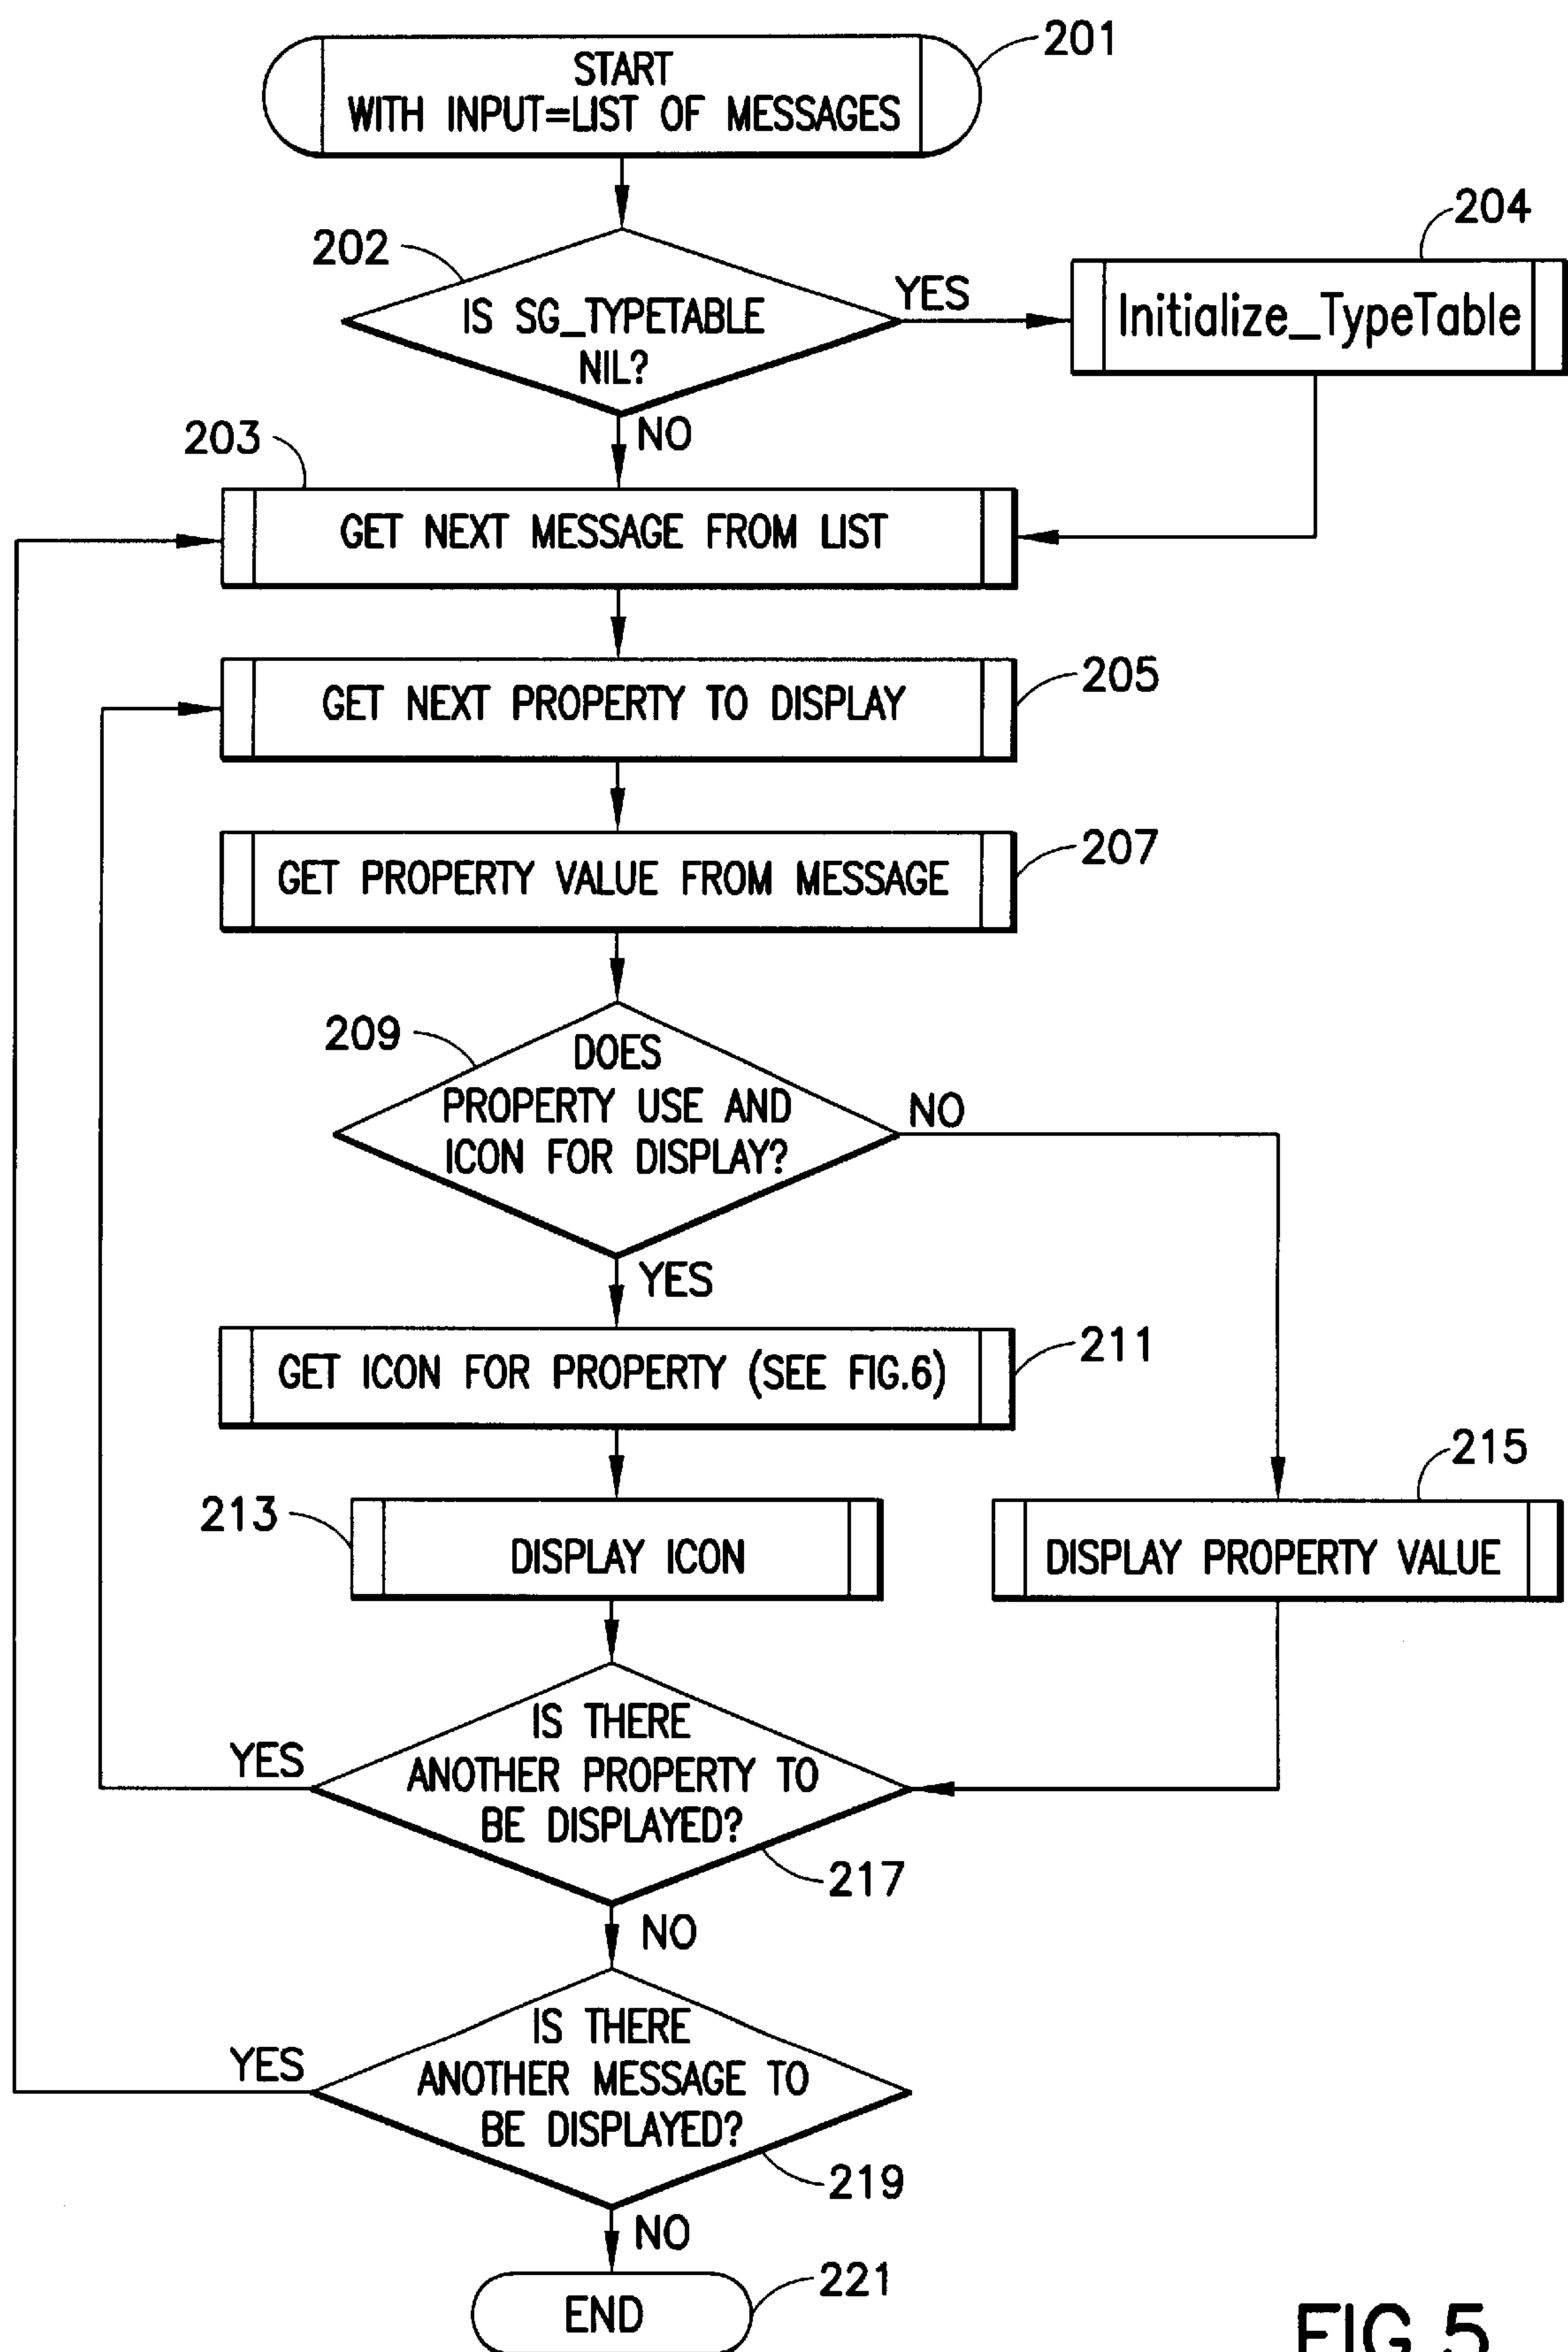 201
START
WITH INPUT=LIST OF MESSAGES
202
IS SG_TYPETABLE
NIL?
YES
204
Initialize_TypeTable
NO
203
GET NEXT MESSAGE FROM LIST
GET NEXT PROPERTY TO DISPLAY
205
GET PROPERTY VALUE FROM MESSAGE
207
209
DOES
PROPERTY USE AND
ICON FOR DISPLAY?
NO
YES
GET ICON FOR PROPERTY (SEE FIG.6)
211
213
DISPLAY ICON
215
DISPLAY PROPERTY VALUE
IS THERE
ANOTHER PROPERTY TO
BE DISPLAYED?
YES
217
NO
IS THERE
ANOTHER MESSAGE TO
BE DISPLAYED?
YES
219
NO
221
END
FIG.5